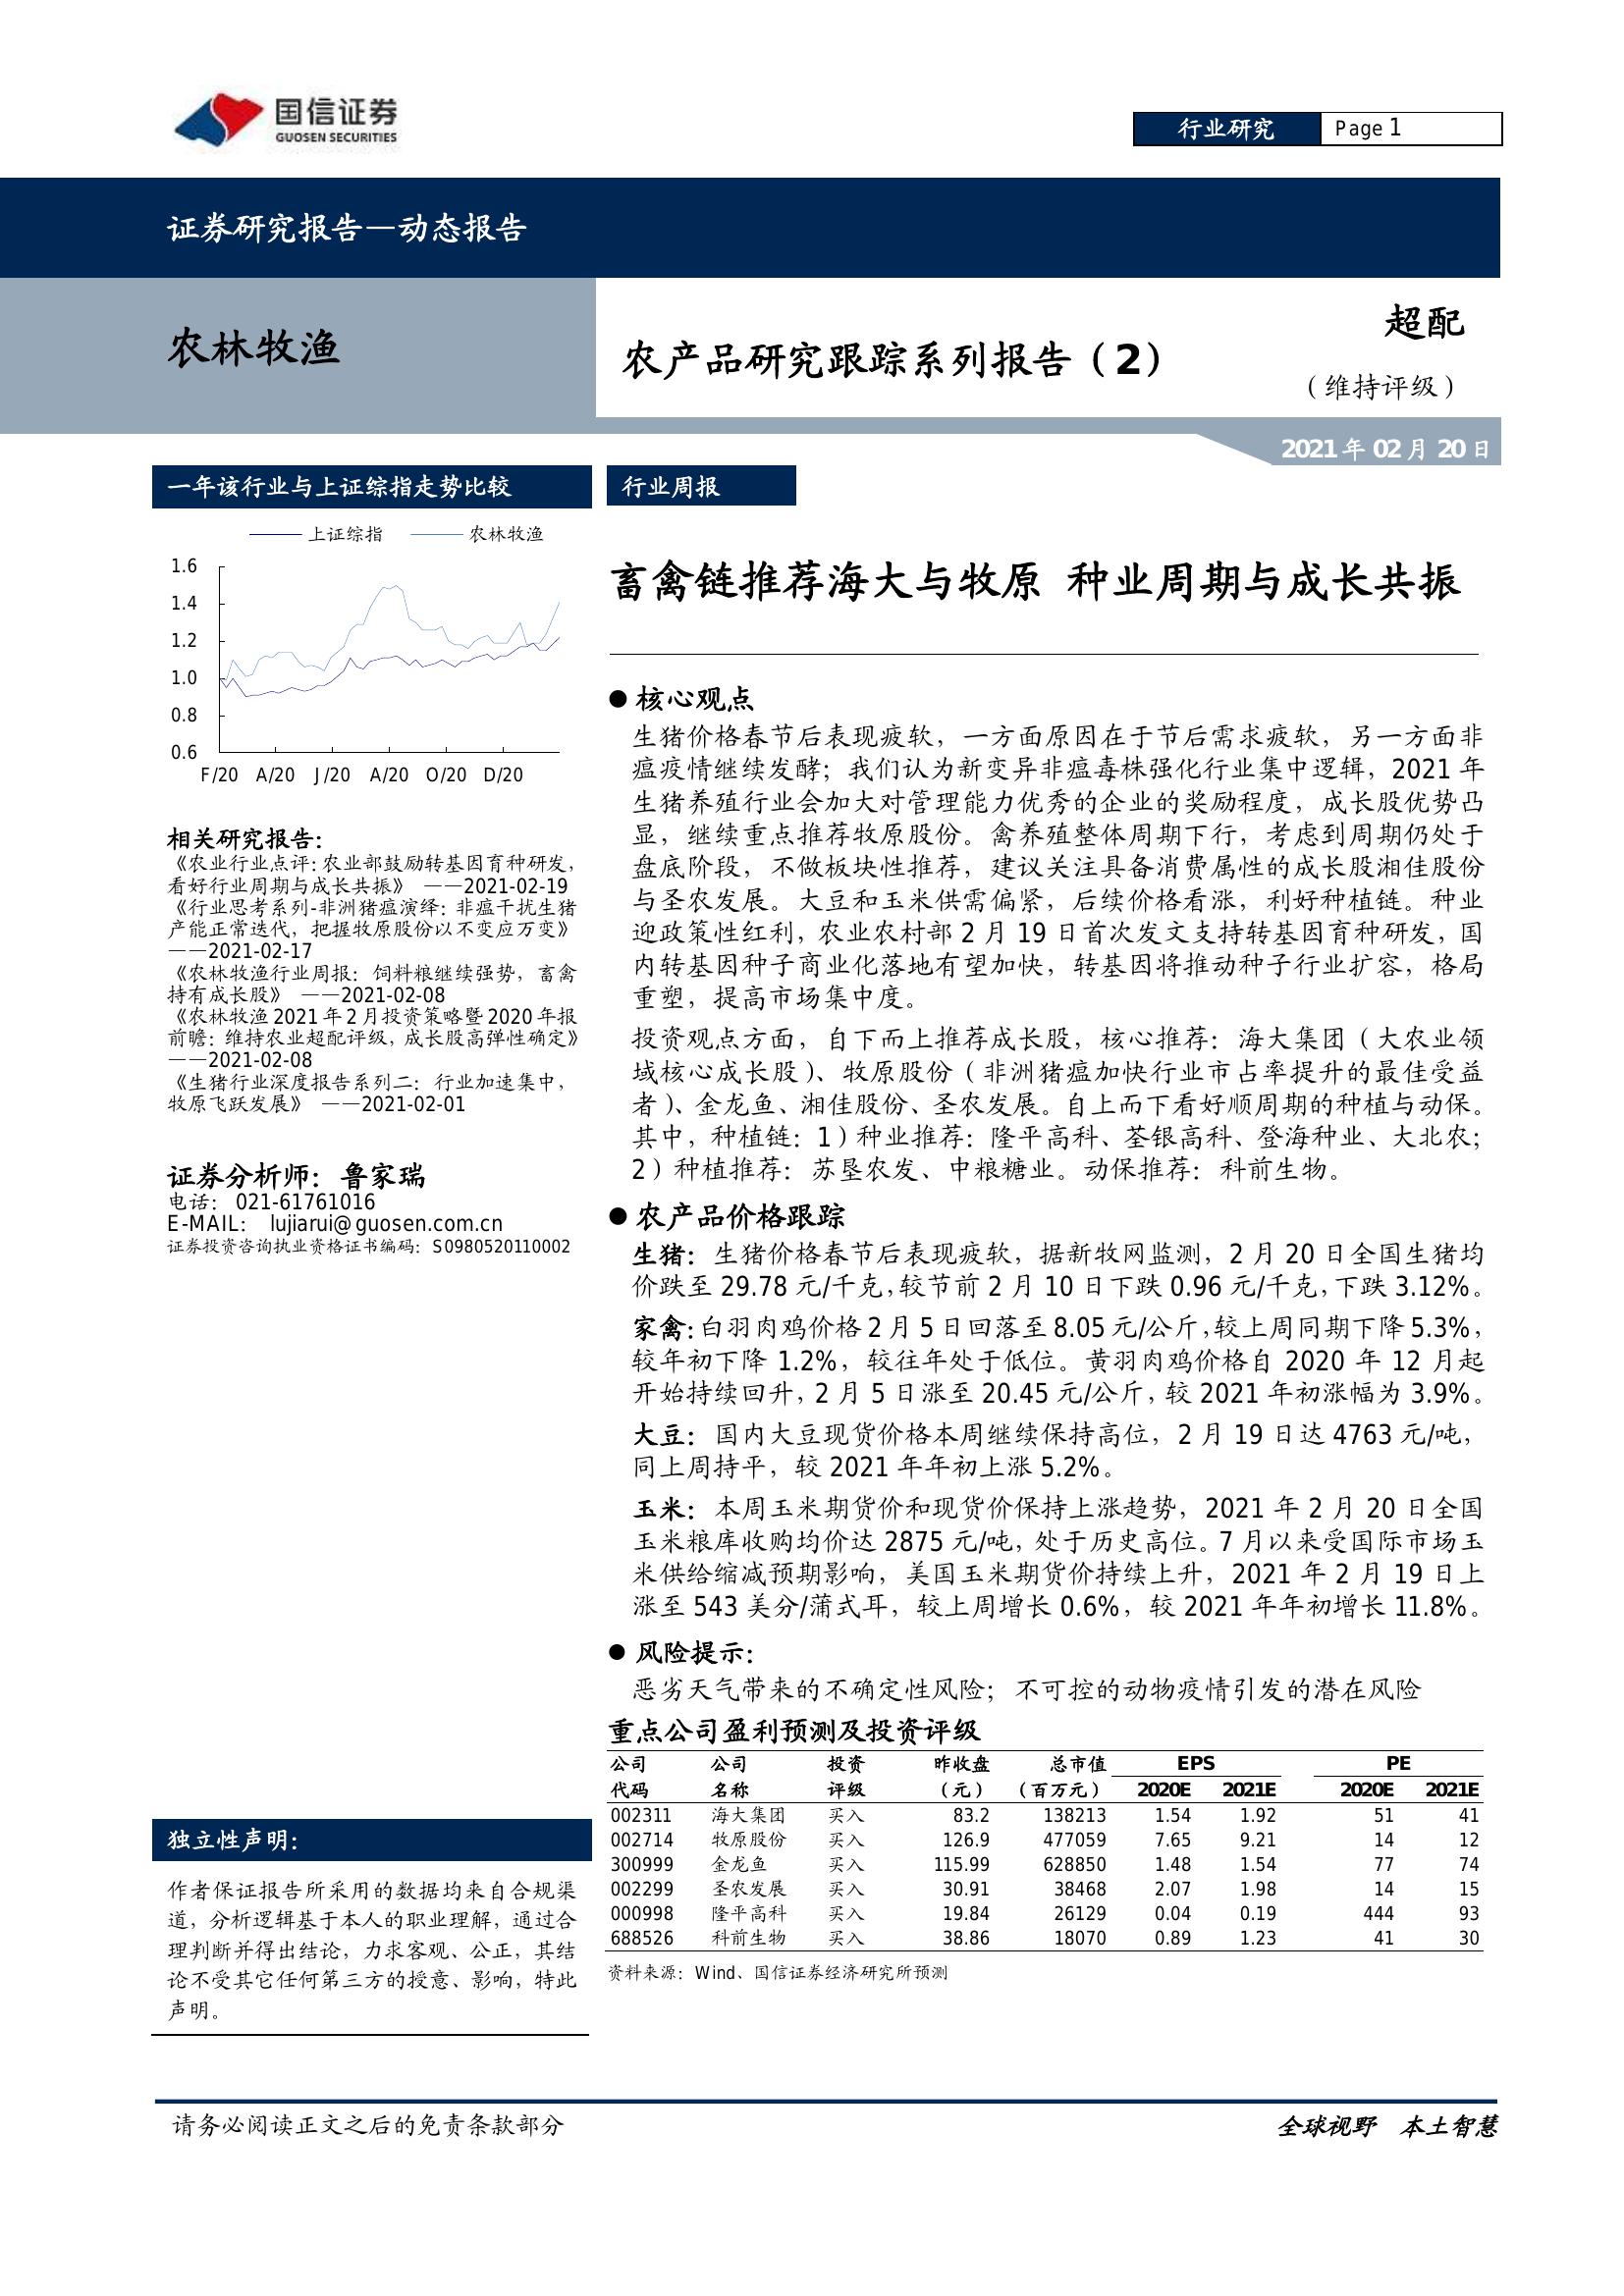 国信证券
GUOSEN SECURITIES
行业研究
Page 1
证券研究报告—动态报告
农林牧渔
农产品研究跟踪系列报告（2）
超配
（维持评级）
2021 年 02 月 20 日
一年该行业与上证综指走势比较
上证综指 农林牧渔
1.6
1.4
1.2
1.0
0.8
0.6
F/20 A/20 J/20 A/20 O/20 D/20
相关研究报告：
《农业行业点评：农业部鼓励转基因育种研发，
看好行业周期与成长共振》 ——2021-02-19
《行业思考系列-非洲猪瘟演绎：非瘟干扰生猪
产能正常迭代，把握牧原股份以不变应万变》
——2021-02-17
《农林牧渔行业周报：饲料粮继续强势，畜禽
持有成长股》 ——2021-02-08
《农林牧渔 2021 年 2 月投资策略暨 2020 年报
前瞻：维持农业超配评级，成长股高弹性确定》
——2021-02-08
《生猪行业深度报告系列二：行业加速集中，
牧原飞跃发展》 ——2021-02-01
证券分析师：鲁家瑞
电话： 021-61761016
E-MAIL： lujiarui@guosen.com.cn
证券投资咨询执业资格证书编码：S0980520110002
独立性声明：
作者保证报告所采用的数据均来自合规渠
道，分析逻辑基于本人的职业理解，通过合
理判断并得出结论，力求客观、公正，其结
论不受其它任何第三方的授意、影响，特此
声明。
行业周报
畜禽链推荐海大与牧原 种业周期与成长共振
● 核心观点
生猪价格春节后表现疲软，一方面原因在于节后需求疲软，另一方面非
瘟疫情继续发酵；我们认为新变异非瘟毒株强化行业集中逻辑，2021 年
生猪养殖行业会加大对管理能力优秀的企业的奖励程度，成长股优势凸
显，继续重点推荐牧原股份。禽养殖整体周期下行，考虑到周期仍处于
盘底阶段，不做板块性推荐，建议关注具备消费属性的成长股湘佳股份
与圣农发展。大豆和玉米供需偏紧，后续价格看涨，利好种植链。种业
迎政策性红利，农业农村部 2 月 19 日首次发文支持转基因育种研发，国
内转基因种子商业化落地有望加快，转基因将推动种子行业扩容，格局
重塑，提高市场集中度。
投资观点方面，自下而上推荐成长股，核心推荐：海大集团（大农业领
域核心成长股）、牧原股份（非洲猪瘟加快行业市占率提升的最佳受益
者）、金龙鱼、湘佳股份、圣农发展。自上而下看好顺周期的种植与动保。
其中，种植链：1）种业推荐：隆平高科、荃银高科、登海种业、大北农；
2）种植推荐：苏垦农发、中粮糖业。动保推荐：科前生物。
● 农产品价格跟踪
生猪：生猪价格春节后表现疲软，据新牧网监测，2 月 20 日全国生猪均
价跌至 29.78 元/千克，较节前 2 月 10 日下跌 0.96 元/千克，下跌 3.12%。
家禽：白羽肉鸡价格 2 月 5 日回落至 8.05 元/公斤，较上周同期下降 5.3%，
较年初下降 1.2%，较往年处于低位。黄羽肉鸡价格自 2020 年 12 月起
开始持续回升，2 月 5 日涨至 20.45 元/公斤，较 2021 年初涨幅为 3.9%。
大豆：国内大豆现货价格本周继续保持高位，2 月 19 日达 4763 元/吨，
同上周持平，较 2021 年年初上涨 5.2%。
玉米：本周玉米期货价和现货价保持上涨趋势，2021 年 2 月 20 日全国
玉米粮库收购均价达 2875 元/吨，处于历史高位。7 月以来受国际市场玉
米供给缩减预期影响，美国玉米期货价持续上升，2021 年 2 月 19 日上
涨至 543 美分/蒲式耳，较上周增长 0.6%，较 2021 年年初增长 11.8%。
● 风险提示：
恶劣天气带来的不确定性风险；不可控的动物疫情引发的潜在风险
重点公司盈利预测及投资评级
公司 公司 投资 昨收盘 总市值 EPS PE
代码 名称 评级 （元） （百万元） 2020E 2021E 2020E 2021E
002311 海大集团 买入 83.2 138213 1.54 1.92 51 41
002714 牧原股份 买入 126.9 477059 7.65 9.21 14 12
300999 金龙鱼 买入 115.99 628850 1.48 1.54 77 74
002299 圣农发展 买入 30.91 38468 2.07 1.98 14 15
000998 隆平高科 买入 19.84 26129 0.04 0.19 444 93
688526 科前生物 买入 38.86 18070 0.89 1.23 41 30
资料来源：Wind、国信证券经济研究所预测
请务必阅读正文之后的免责条款部分
全球视野 本土智慧